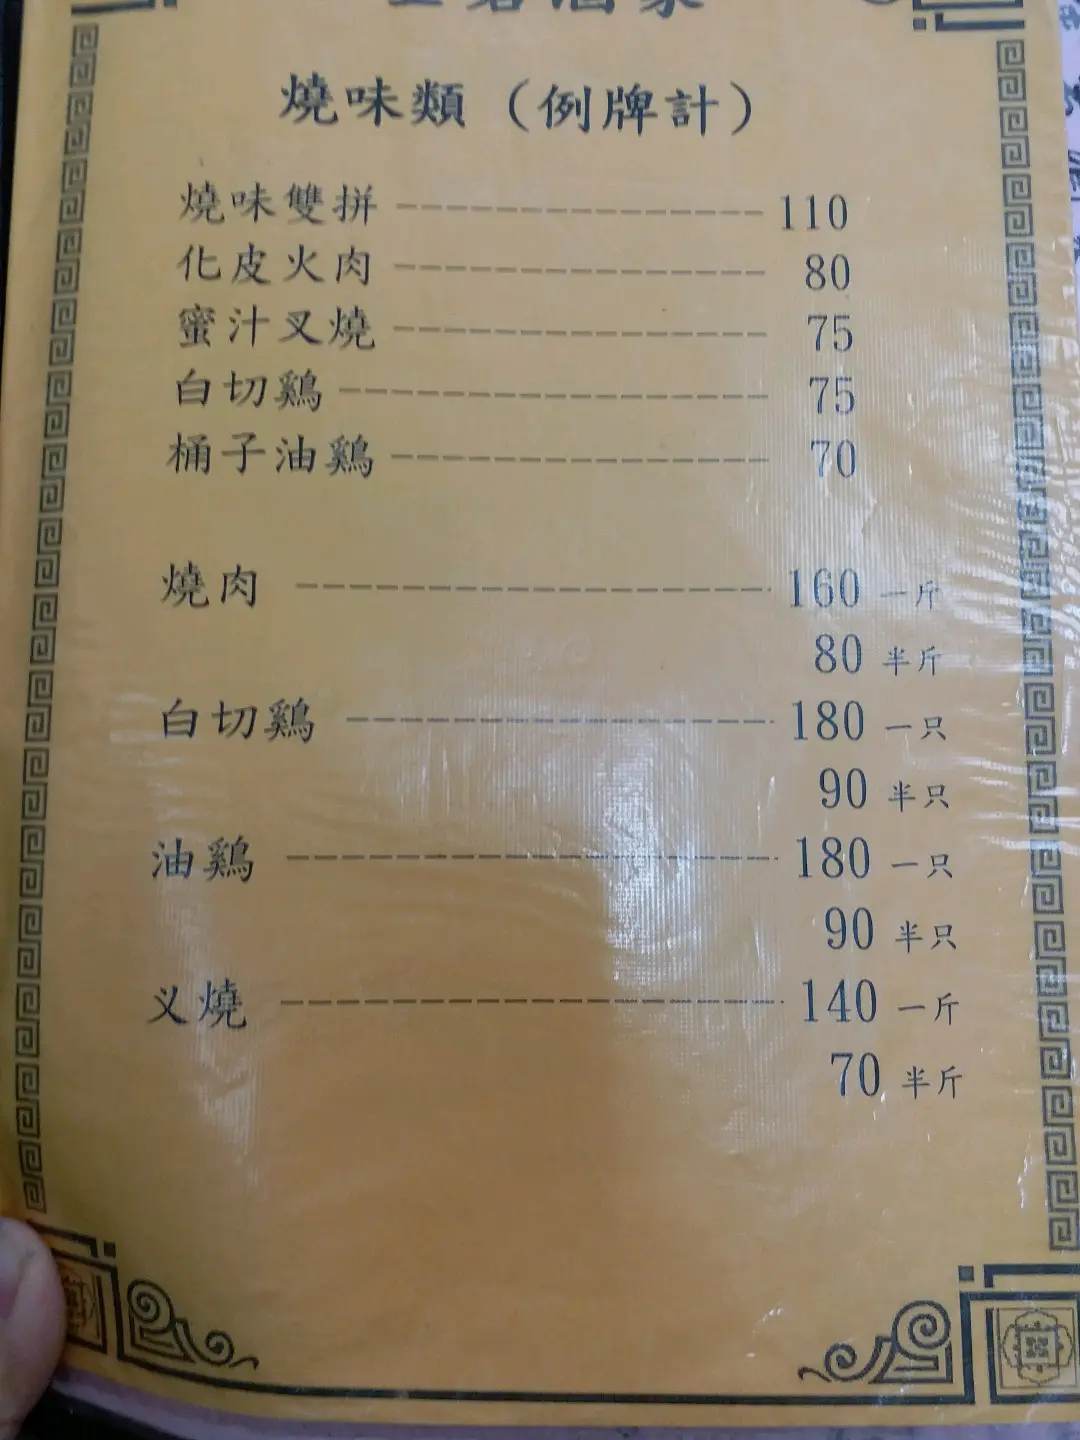 酒家
燒味類（例牌計）
燒味雙拼 110
化皮火肉 80
蜜汁叉燒 75
白切鷄 75
桶子油鷄 70
燒肉 160 一斤
80 半斤
白切鷄 180 一只
90 半只
油鷄 180 一只
90 半只
义燒 140 一斤
70 半斤